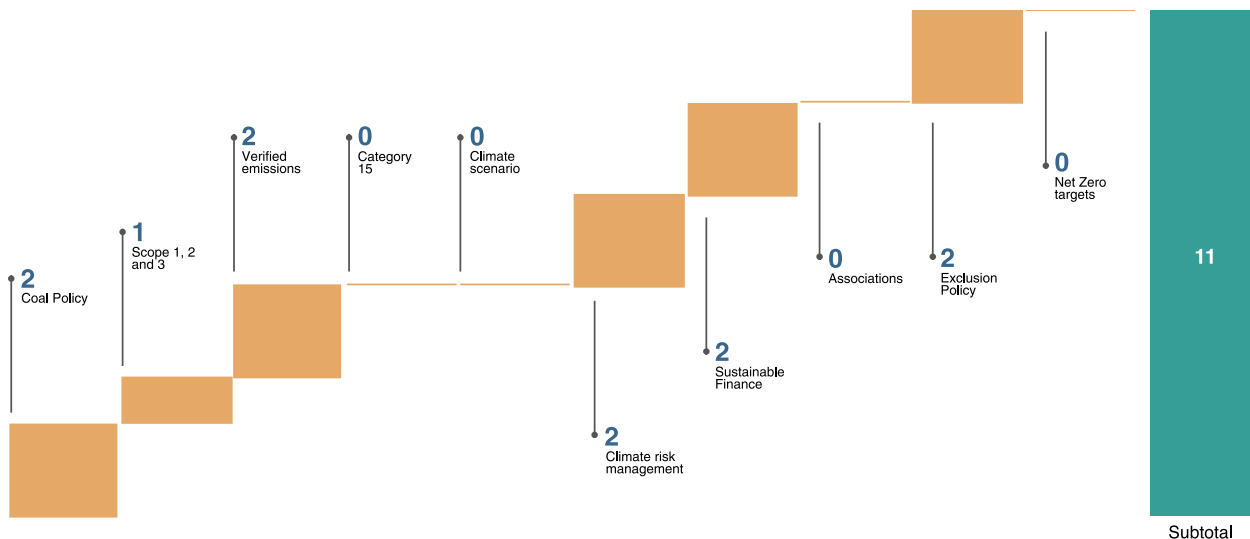 2
Coal Policy
1
Scope 1, 2
and 3
2
Verified
emissions
0
Category
15
0
Climate
scenario
2
Climate risk
management
2
Sustainable
Finance
0
Associations
2
Exclusion
Policy
0
Net Zero
targets
11
Subtotal